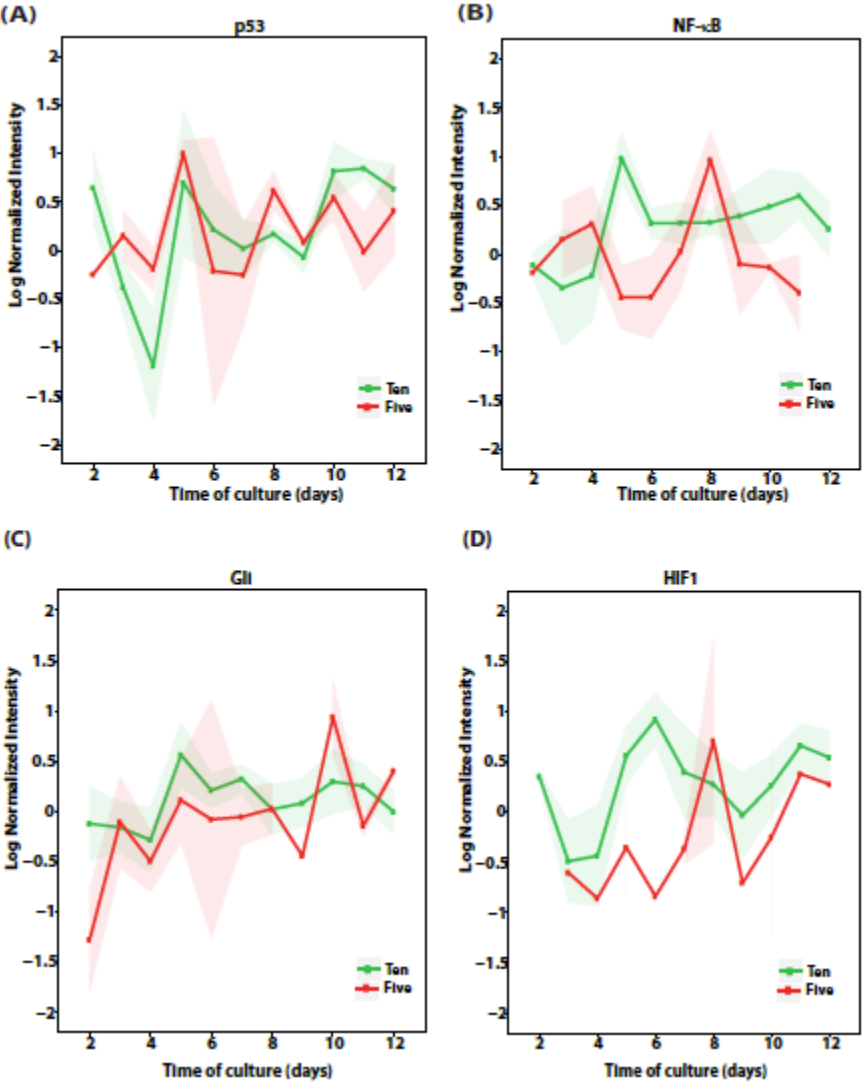 (A)
p53
2
1.5
1
0.5
0
−0.5
−1
−1.5
−2
Log Normalized Intensity
Ten
Five
2 4 6 8 10 12
Time of culture (days)
(B)
NF-κB
2
1.5
1
0.5
0
−0.5
−1
−1.5
−2
Log Normalized Intensity
Ten
Five
2 4 6 8 10 12
Time of culture (days)
(C)
Gli
2
1.5
1
0.5
0
−0.5
−1
−1.5
−2
Log Normalized Intensity
Ten
Five
2 4 6 8 10 12
Time of culture (days)
(D)
HIF1
2
1.5
1
0.5
0
−0.5
−1
−1.5
−2
Log Normalized Intensity
Ten
Five
2 4 6 8 10 12
Time of culture (days)